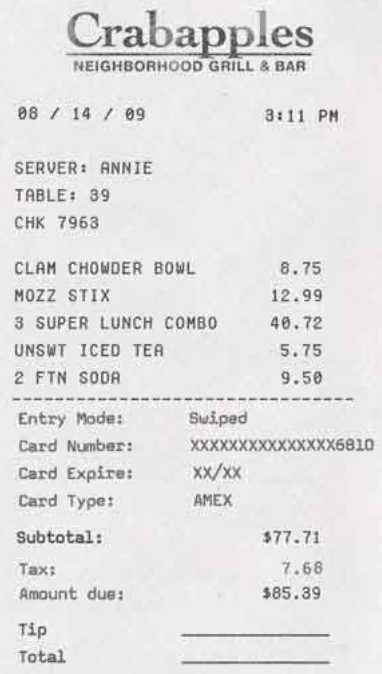 Crabapples
NEIGHBORHOOD GRILL & BAR
08 / 14 / 09 3:11 PM
SERVER: ANNIE
TABLE: 39
CHK 7963
CLAM CHOWDER BOWL 8.75
MOZZ STIX 12.99
3 SUPER LUNCH COMBO 40.72
UNSWT ICED TEA 5.75
2 FTN SODA 9.50
Entry Mode: Swiped
Card Number: XXXXXXXXXXXXXXX6810
Card Expire: XX/XX
Card Type: AMEX
Subtotal: $77.71
Tax: 7.68
Amount due: $85.39
Tip
Total